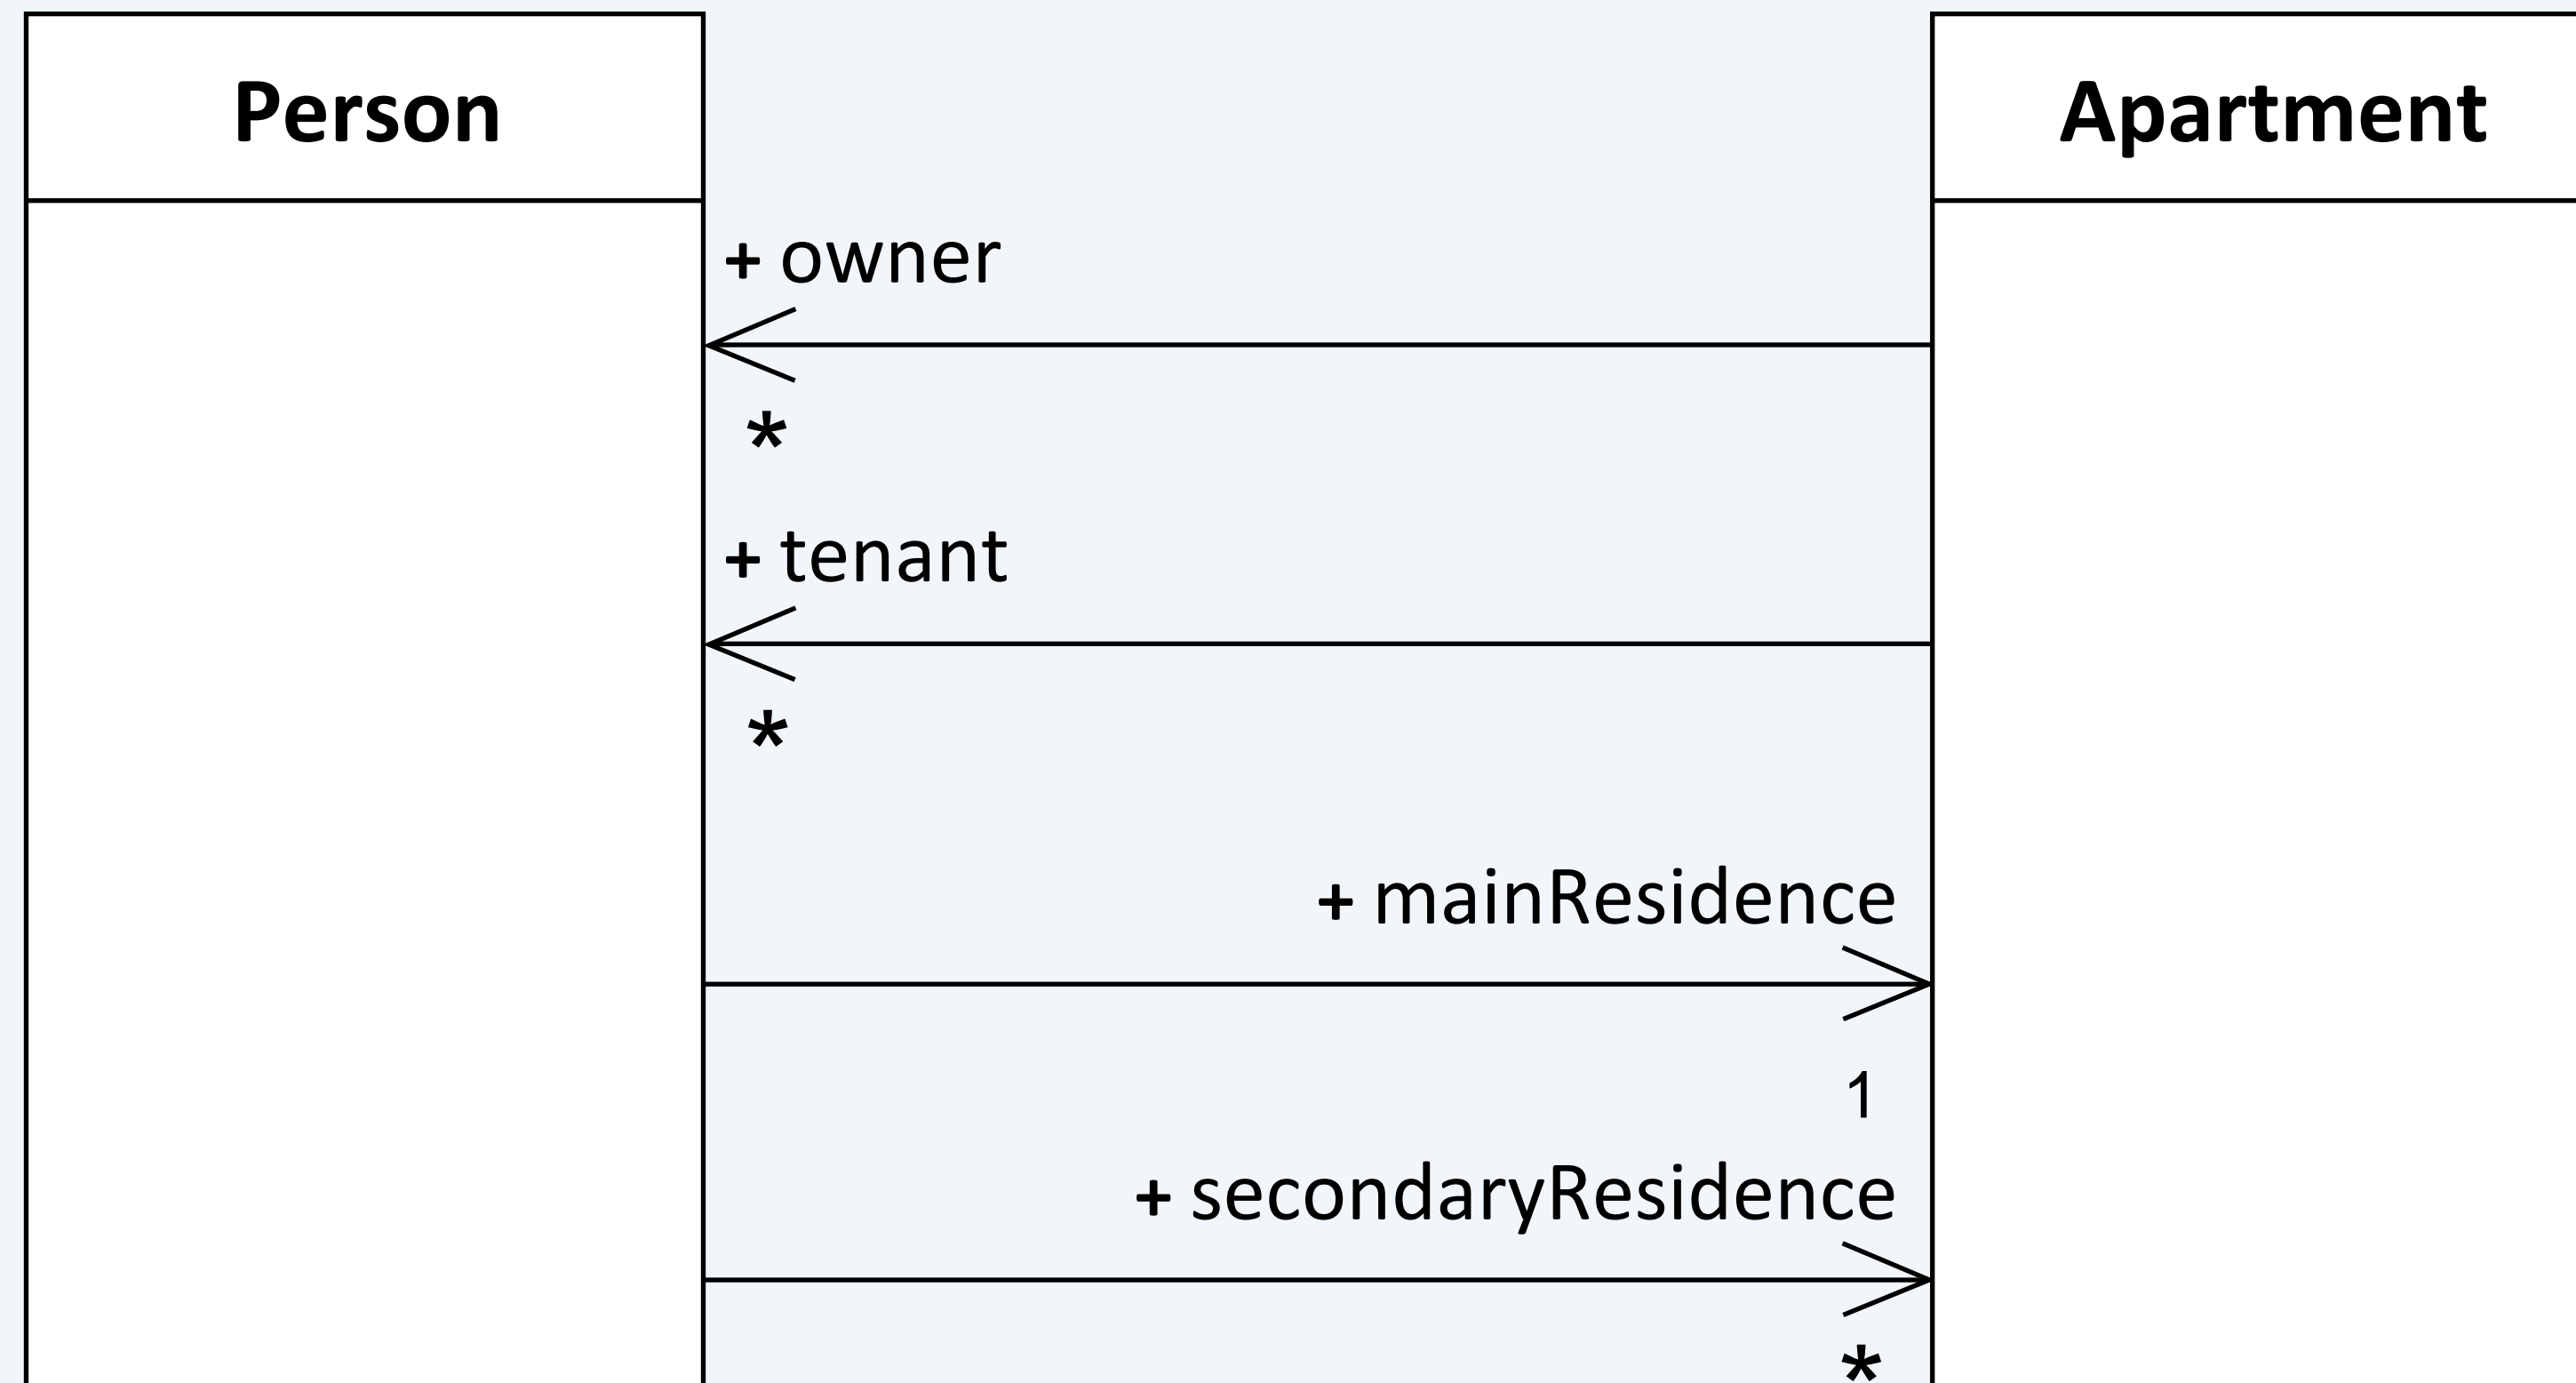 Person
Apartment
+ owner
*
+ tenant
*
+ mainResidence
1
+ secondaryResidence
*